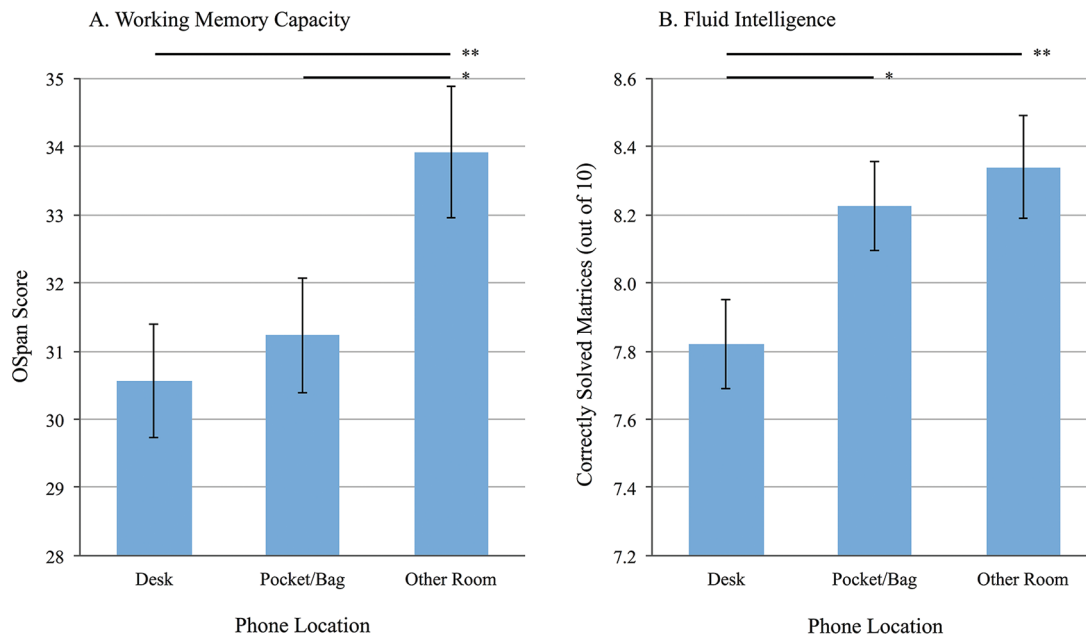 A. Working Memory Capacity
**
*
35
34
33
32
31
30
29
28
OSpan Score
Desk
Pocket/Bag
Other Room
Phone Location
B. Fluid Intelligence
**
*
8.6
8.4
8.2
8.0
7.8
7.6
7.4
7.2
Correctly Solved Matrices (out of 10)
Desk
Pocket/Bag
Other Room
Phone Location